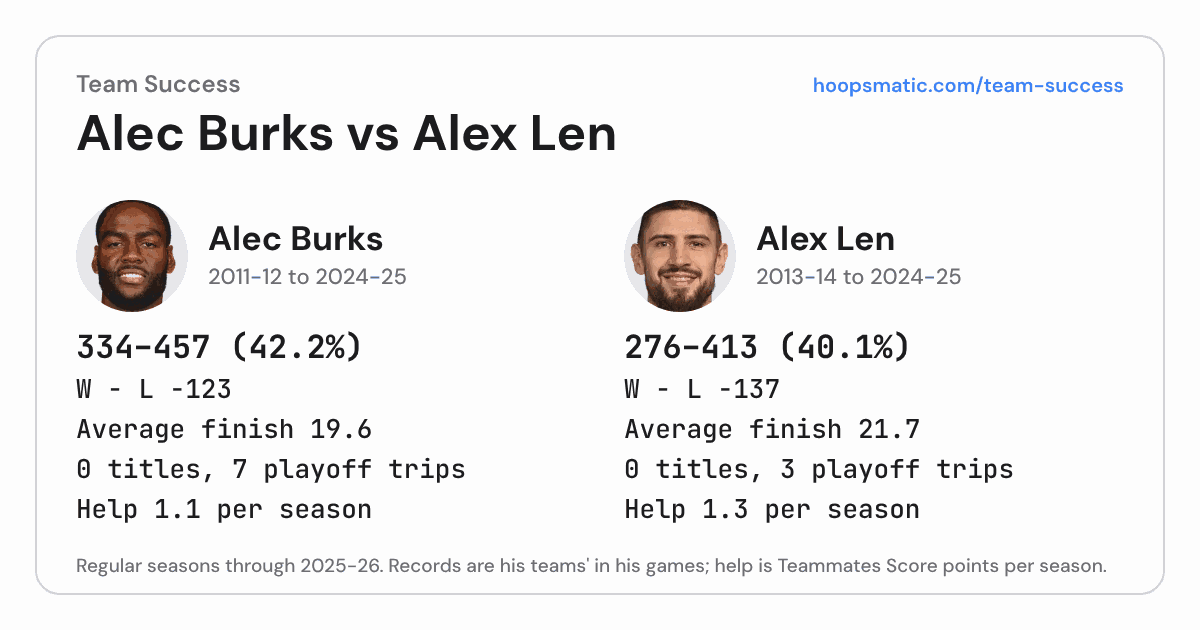 Team Success
hoopsmatic.com/team-success
Alec Burks vs Alex Len
Alec Burks
2011-12 to 2024-25
334-457 (42.2%)
W - L -123
Average finish 19.6
0 titles, 7 playoff trips
Help 1.1 per season
Alex Len
2013-14 to 2024-25
276-413 (40.1%)
W - L -137
Average finish 21.7
0 titles, 3 playoff trips
Help 1.3 per season
Regular seasons through 2025-26. Records are his teams' in his games; help is Teammates Score points per season.